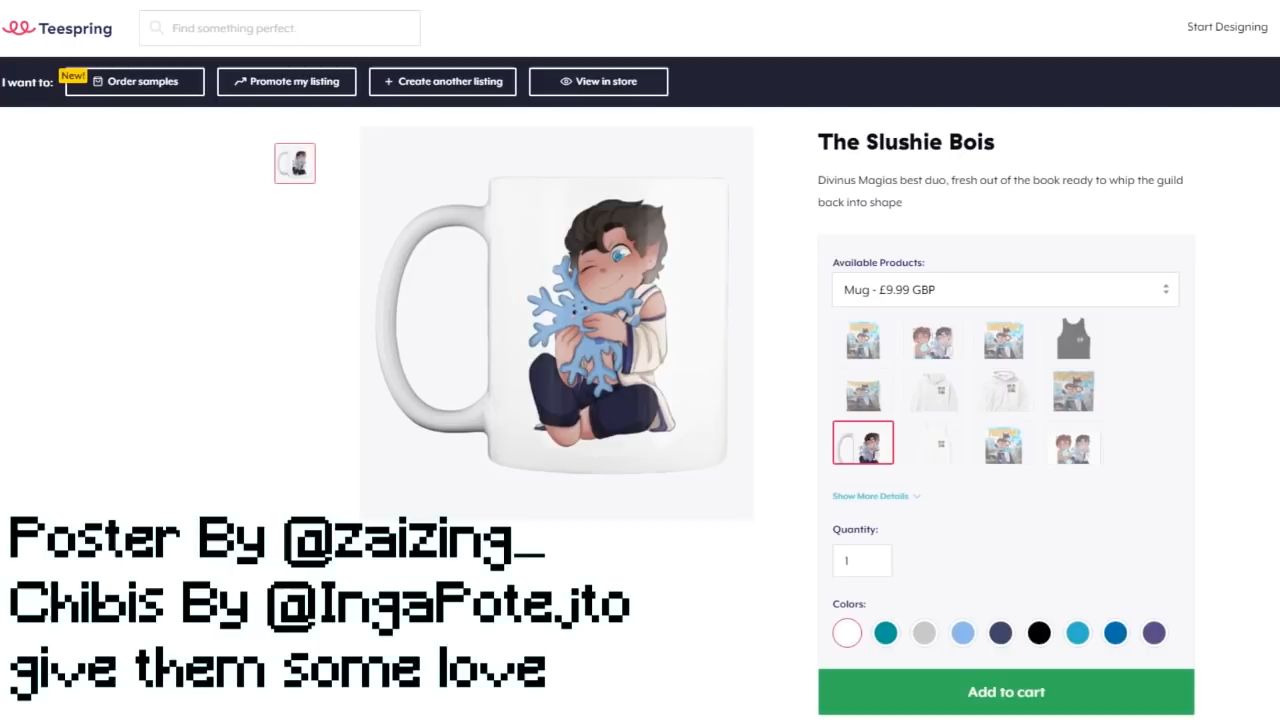 Teespring
Find something perfect.
Start Designing
I want to:
New!
Order samples
Promote my listing
+ Create another listing
View in store
The Slushie Bois
Divinus Magias best duo, fresh out of the book ready to whip the guild
back into shape
Available Products:
Mug - £9.99 GBP
Show More Details
Quantity:
1
Colors:
Add to cart
Poster By @zaizing_
Chibis By @IngaPotejto
give them some love